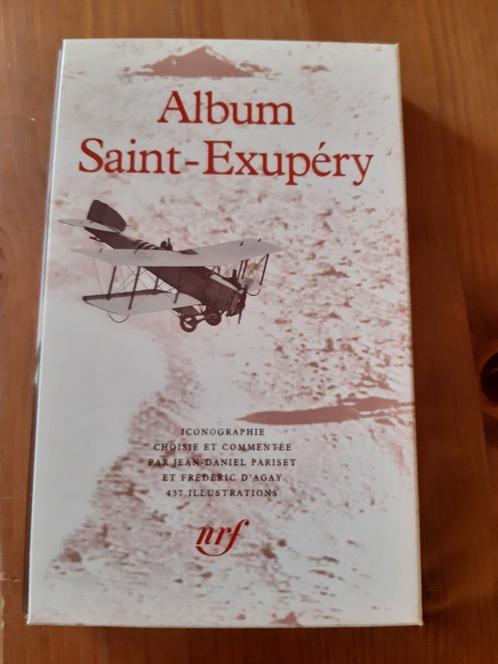 Album
Saint-Exupéry
ICONOGRAPHIE
CHOISIE ET COMMENTÉE
PAR JEAN-DANIEL PARISET
ET FRÉDÉRIC D'AGAY
437 ILLUSTRATIONS
nrf